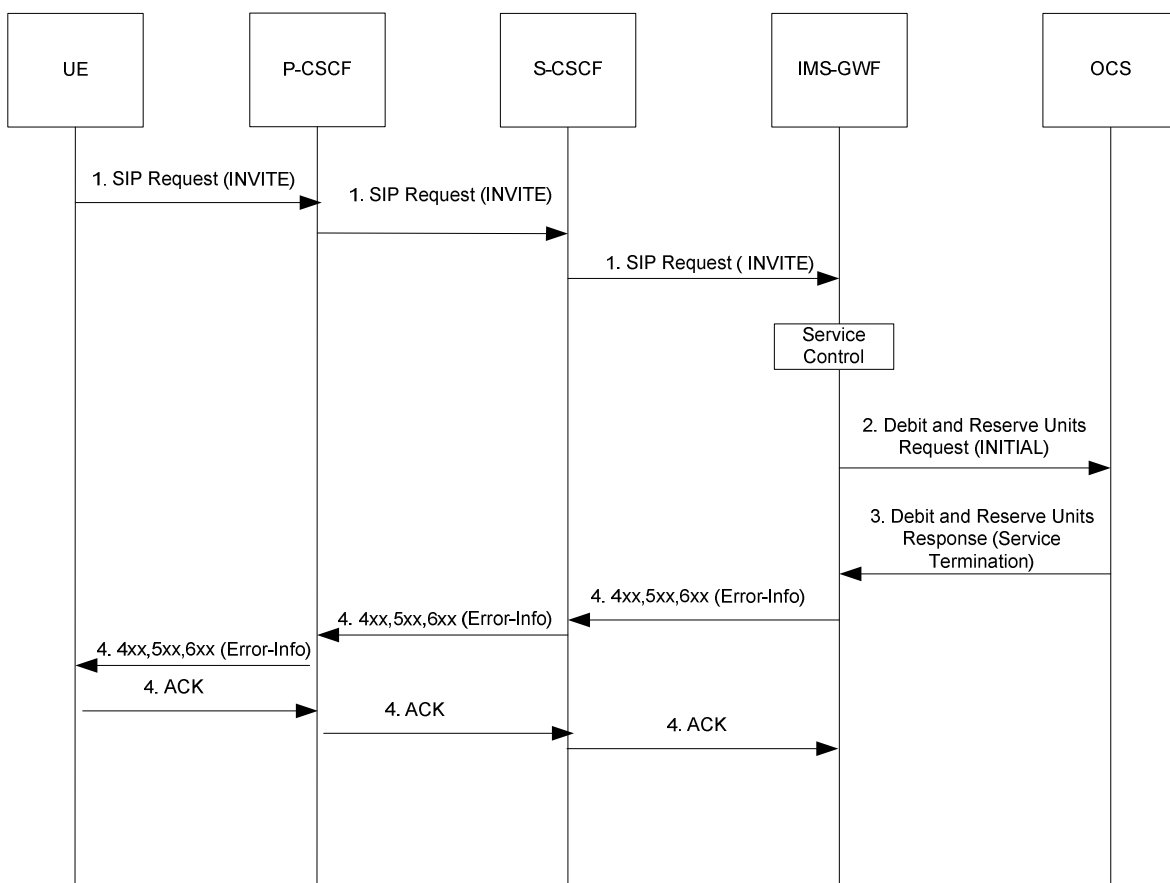 UE
P-CSCF
S-CSCF
IMS-GWF
OCS
1. SIP Request (INVITE)
1. SIP Request (INVITE)
1. SIP Request ( INVITE)
Service
Control
2. Debit and Reserve Units
Request (INITIAL)
3. Debit and Reserve Units
Response (Service
Termination)
4. 4xx,5xx,6xx (Error-Info)
4. 4xx,5xx,6xx (Error-Info)
4. 4xx,5xx,6xx (Error-Info)
4. ACK
4. ACK
4. ACK